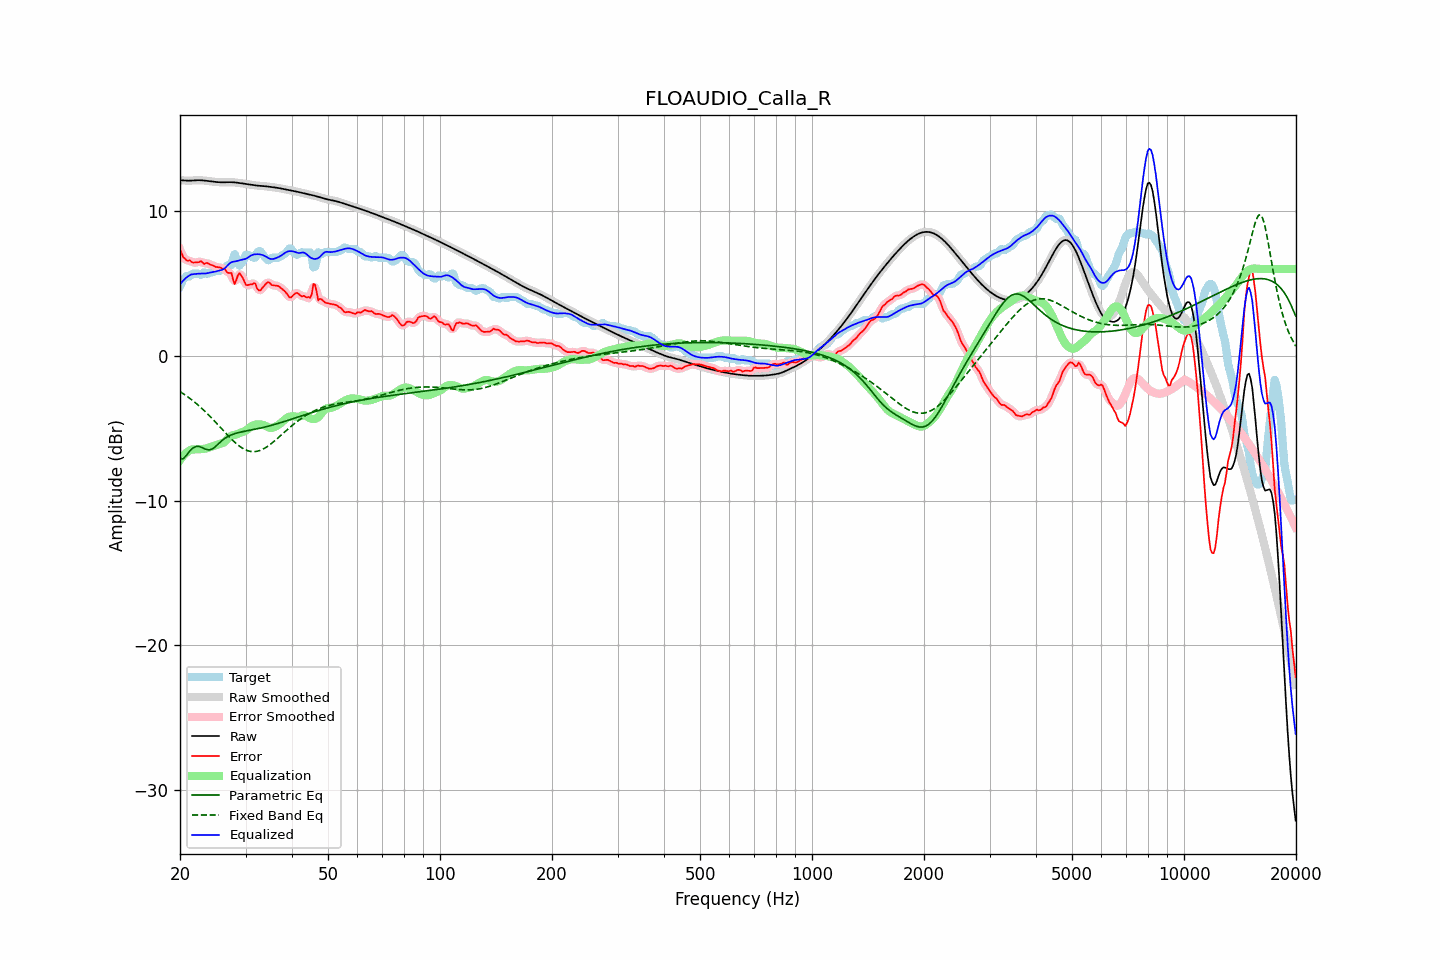 FLOAUDIO_Calla_R
Amplitude (dBr)
10
0
−10
−20
−30
Target
Raw Smoothed
Error Smoothed
Raw
Error
Equalization
Parametric Eq
Fixed Band Eq
Equalized
20 50 100 200 500 1000 2000 5000 10000 20000
Frequency (Hz)